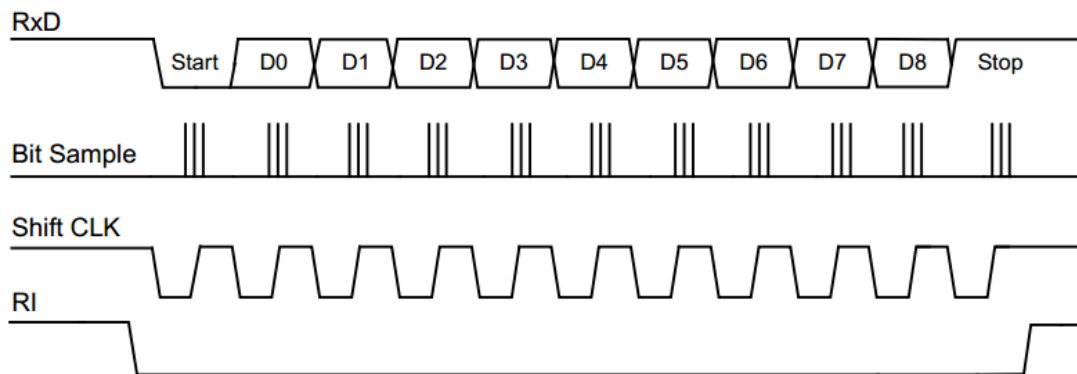 RxD
Start D0 D1 D2 D3 D4 D5 D6 D7 D8 Stop
Bit Sample
Shift CLK
RI